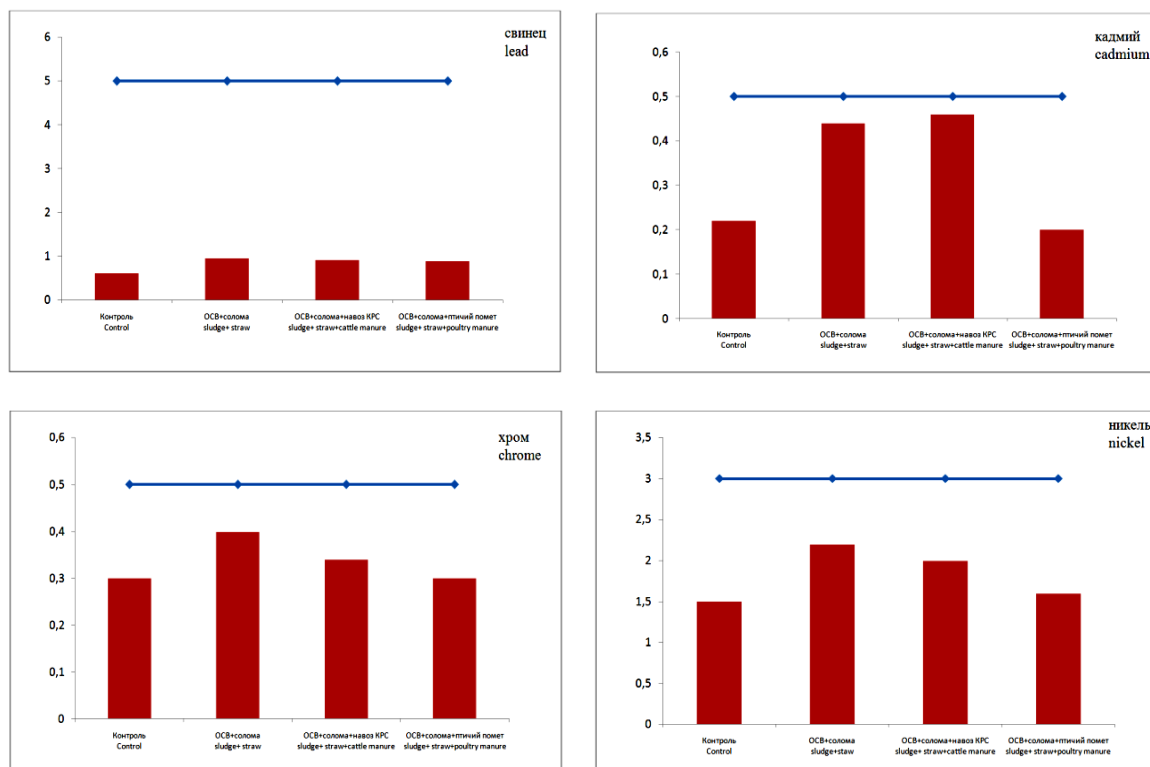 свинец
lead
6
5
4
3
2
1
0
Контроль
Control
ОСВ+солома
sludge+ straw
ОСВ+солома+навоз КРС
sludge+ straw+cattle manure
ОСВ+солома+птичий помет
sludge+ straw+poultry manure
кадмий
cadmium
0,6
0,5
0,4
0,3
0,2
0,1
0
Контроль
Control
ОСВ+солома
sludge+straw
ОСВ+солома+навоз КРС
sludge+ straw+cattle manure
ОСВ+солома+птичий помет
sludge+ straw+poultry manure
хром
chrome
0,6
0,5
0,4
0,3
0,2
0,1
0
Контроль
Control
ОСВ+солома
sludge+ straw
ОСВ+солома+навоз КРС
sludge+ straw+cattle manure
ОСВ+солома+птичий помет
sludge+ straw+poultry manure
никель
nickel
3,5
3
2,5
2
1,5
1
0,5
0
Контроль
Control
ОСВ+солома
sludge+staw
ОСВ+солома+навоз КРС
sludge+ straw+cattle manure
ОСВ+солома+птичий помет
sludge+ straw+poultry manure